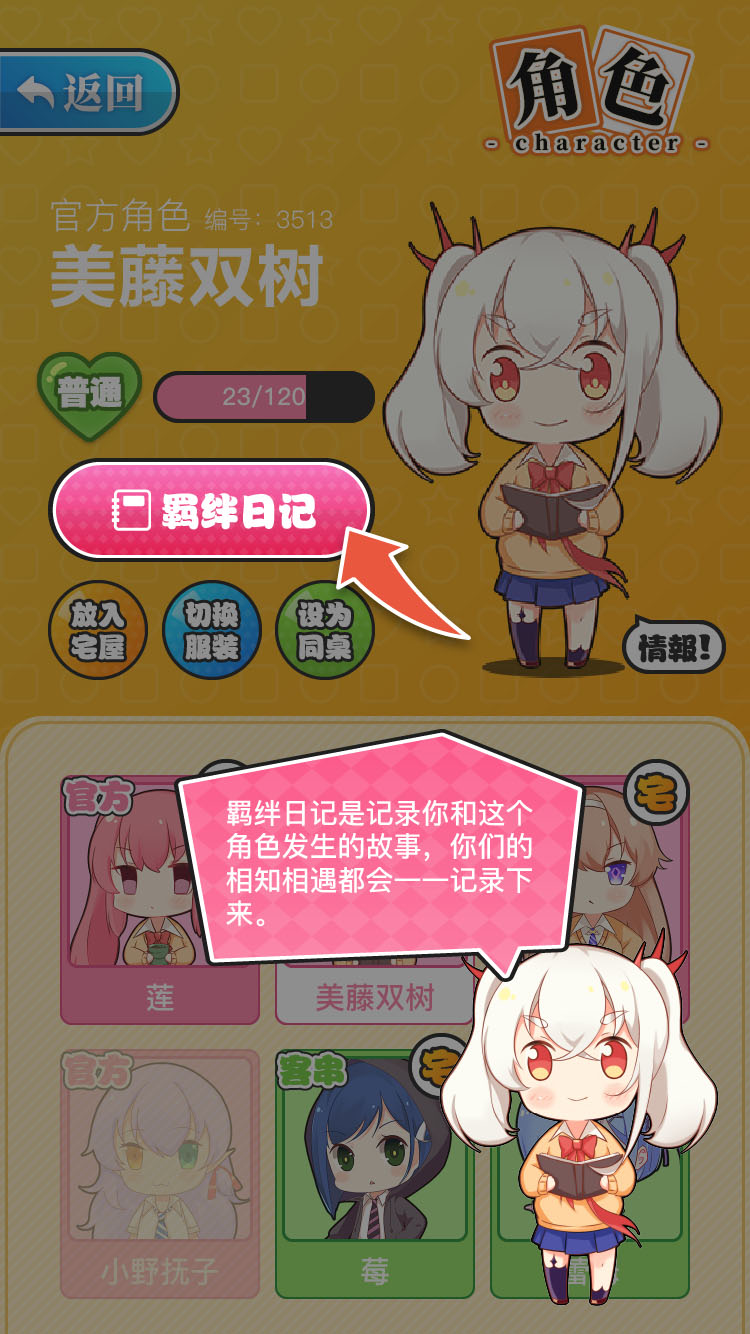 返回
角色
- character -
官方角色 编号：3513
美藤双树
普通
23/120
羁绊日记
放入
宅屋
切换
服装
设为
同桌
情報!
官方
宅
羁绊日记是记录你和这个
角色发生的故事，你们的
相知相遇都会一一记录下
来。
莲
美藤双树
官方
客串
宅
小野抚子
莓